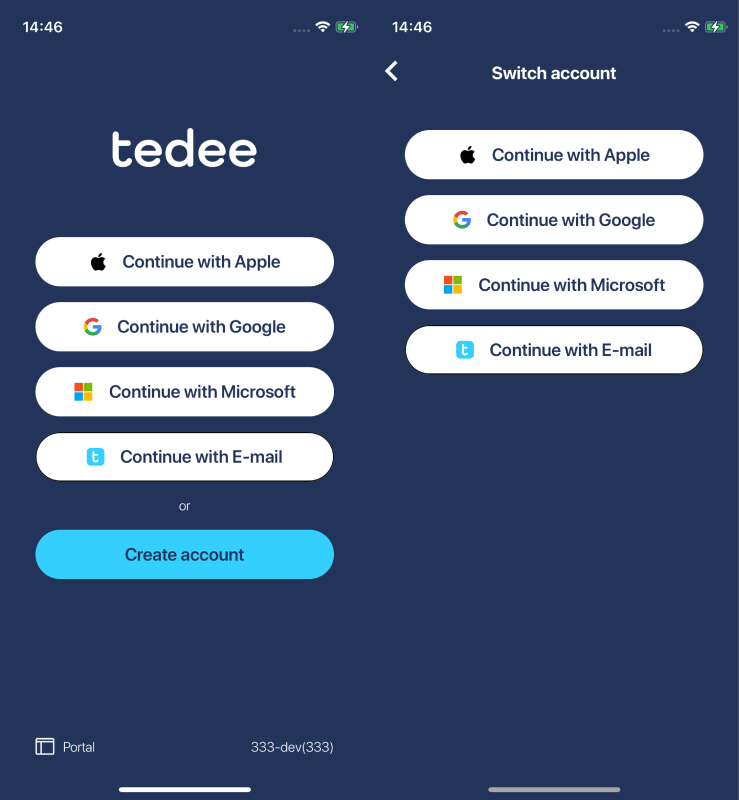 14:46
tedee
Continue with Apple
Continue with Google
Continue with Microsoft
t Continue with E-mail
or
Create account
Portal
333-dev(333)
14:46
Switch account
Continue with Apple
Continue with Google
Continue with Microsoft
t Continue with E-mail